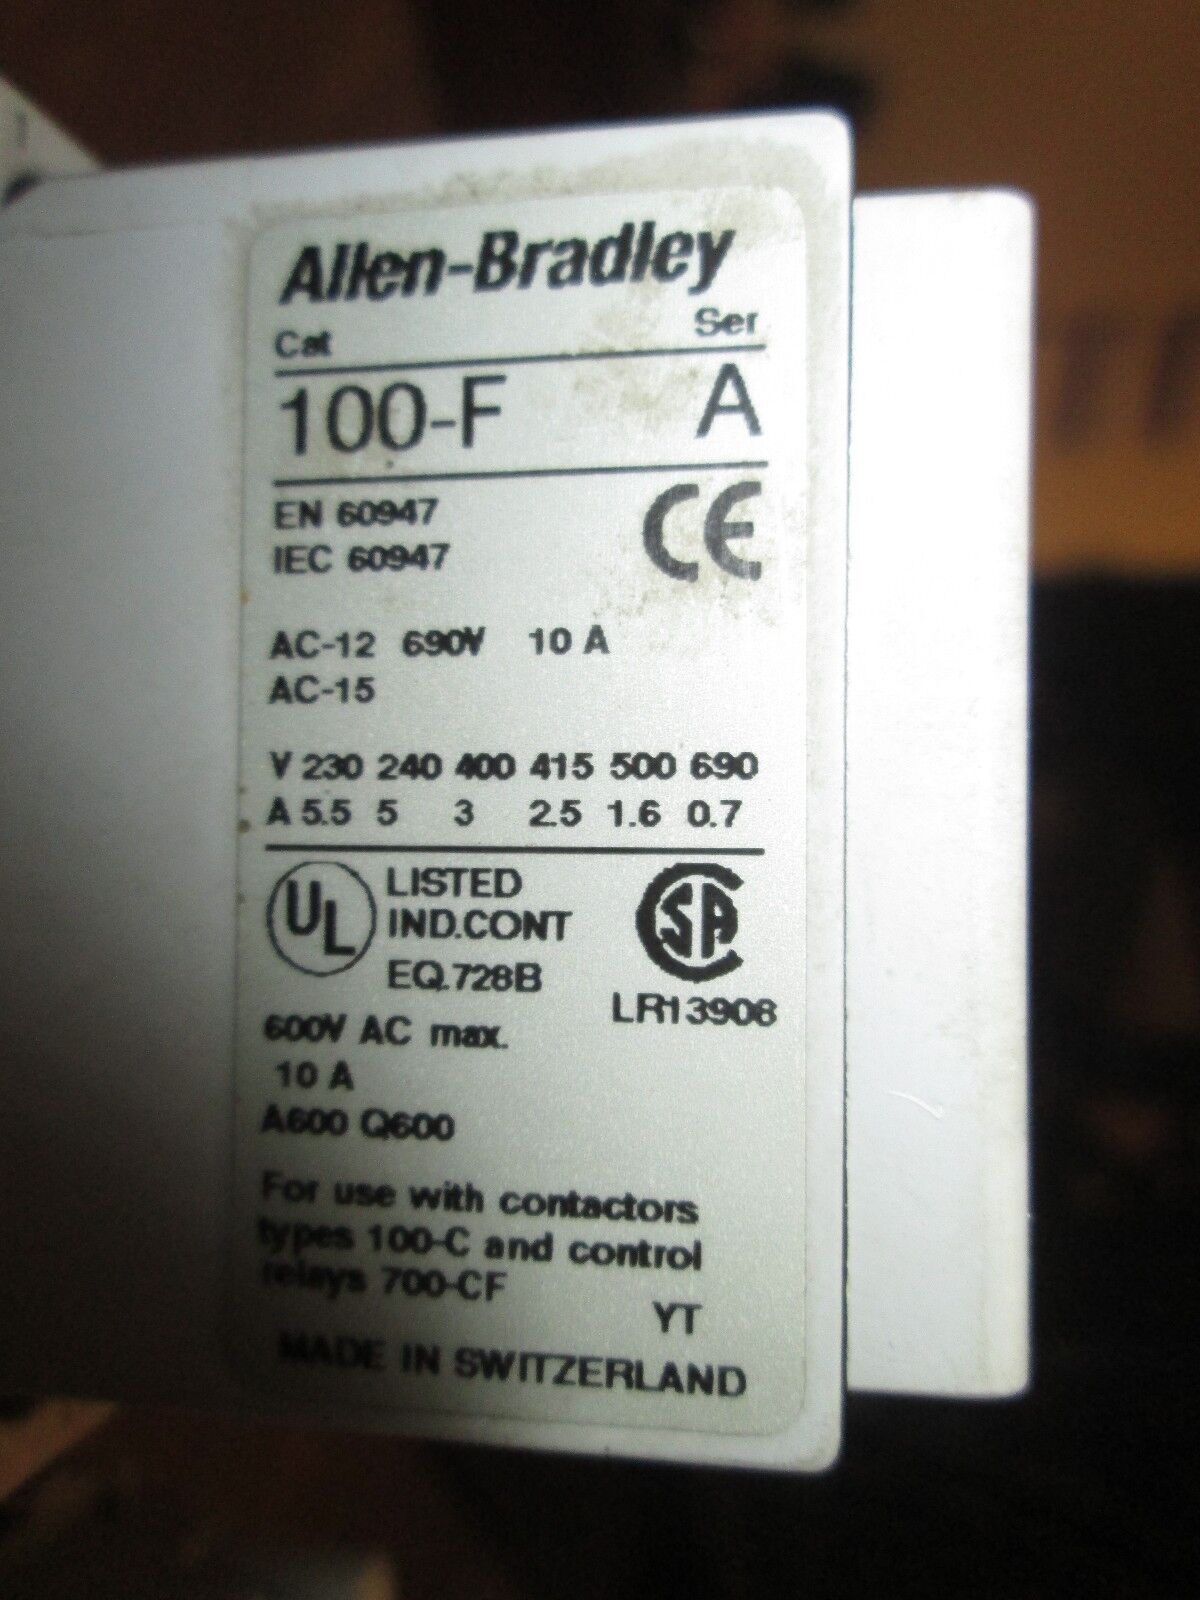 Allen-Bradley
Cat Ser
100-F A
EN 60947
IEC 60947
CE
AC-12 690V 10 A
AC-15
V 230 240 400 415 500 690
A 5.5 5 3 2.5 1.6 0.7
UL LISTED
IND.CONT
EQ.728B
SA
LR13908
600V AC max.
10 A
A600 Q600
For use with contactors
types 100-C and control
relays 700-CF
YT
MADE IN SWITZERLAND